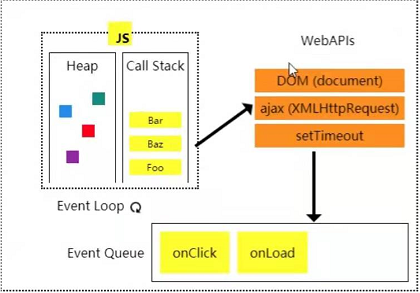 JS
WebAPIs
Heap
Call Stack
DOM (document)
ajax (XMLHttpRequest)
setTimeout
Bar
Baz
Foo
Event Loop
Event Queue
onClick
onLoad